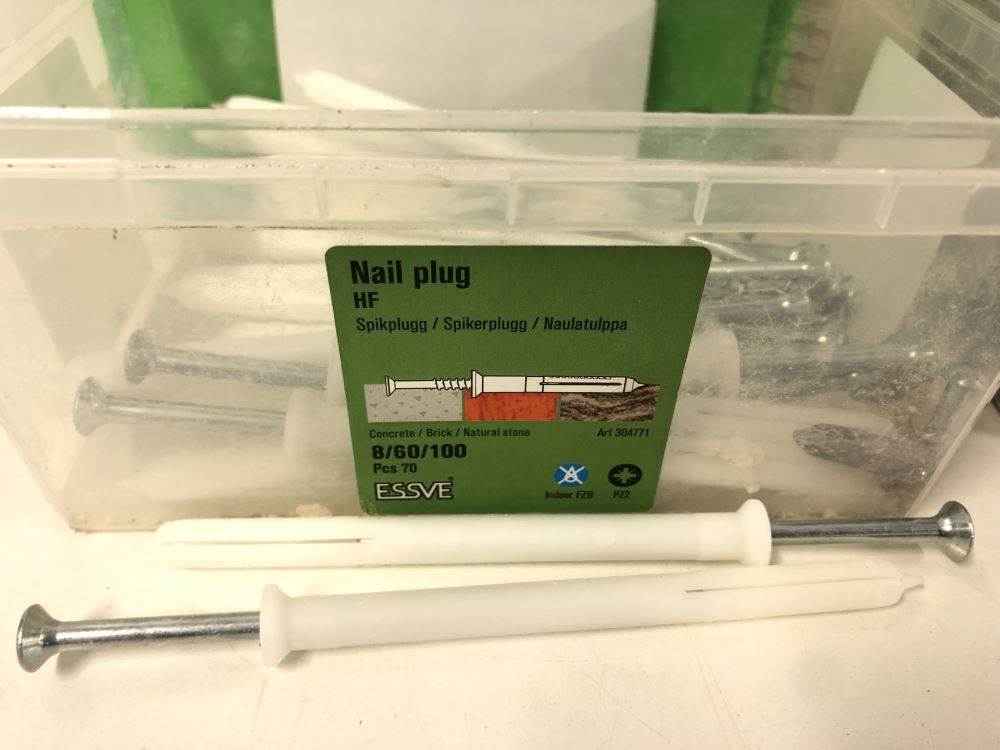 Nail plug
HF
Spikplugg / Spikerplugg / Naulatulppa
Concrete / Brick / Natural stone Art 304771
8/60/100
Pcs 70
ESSVE
Indoor FZB PZ2